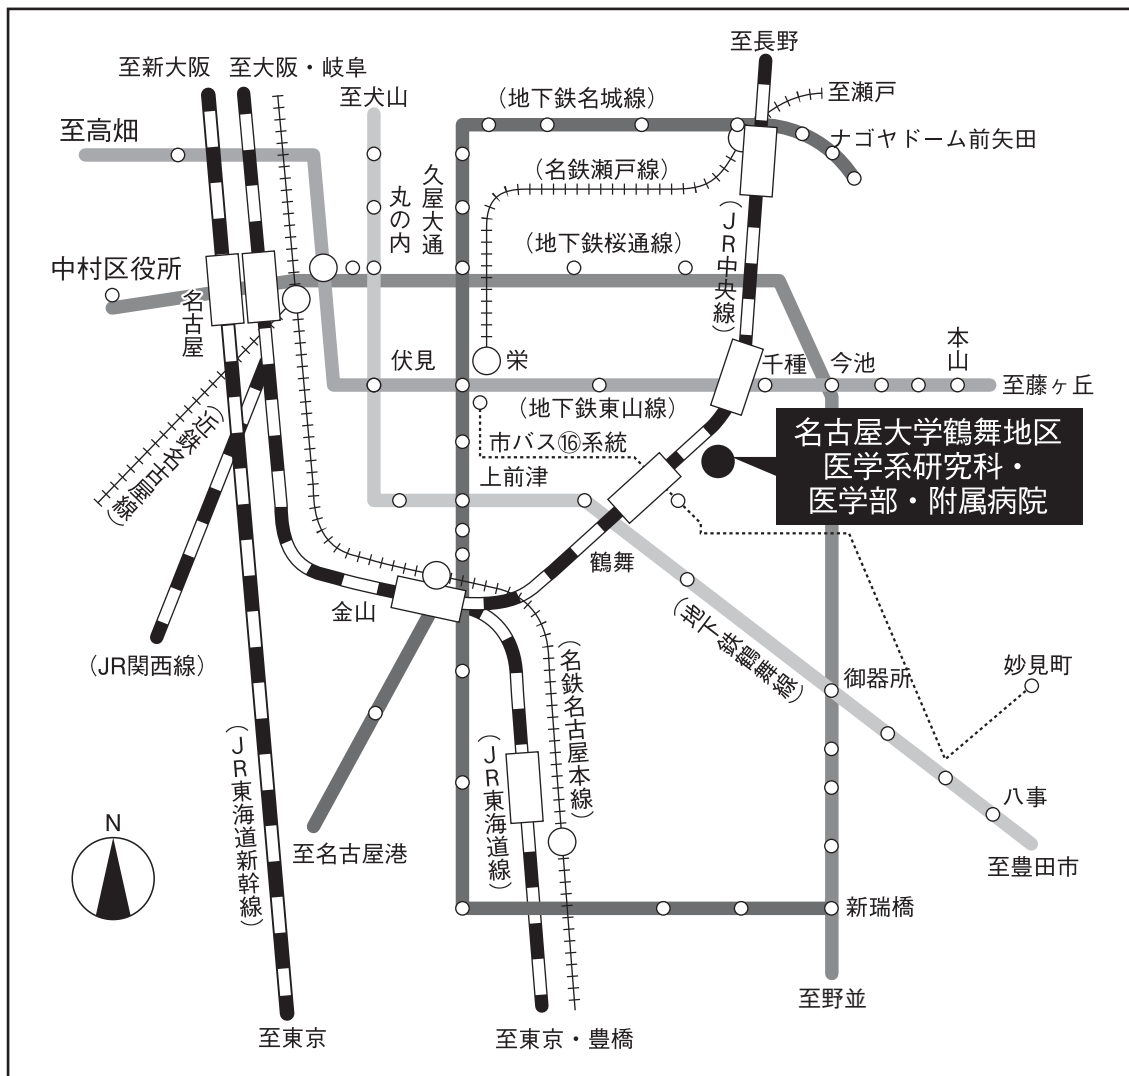 至長野
至新大阪
至大阪・岐阜
至犬山
至瀬戸
(地下鉄名城線)
至高畑
ナゴヤドーム前矢田
久屋大通
丸の内
(名鉄瀬戸線)
(JR中央線)
(地下鉄桜通線)
中村区役所
名古屋
本山
伏見
栄
千種
今池
至藤ヶ丘
(地下鉄東山線)
(近鉄名古屋線)
市バス⑯系統
名古屋大学鶴舞地区
医学系研究科・
医学部・附属病院
上前津
鶴舞
金山
(地下鉄鶴舞線)
(JR関西線)
(名鉄名古屋本線)
御器所
妙見町
(JR東海道新幹線)
(JR東海道線)
八事
N
至名古屋港
至豊田市
新瑞橋
至野並
至東京
至東京・豊橋